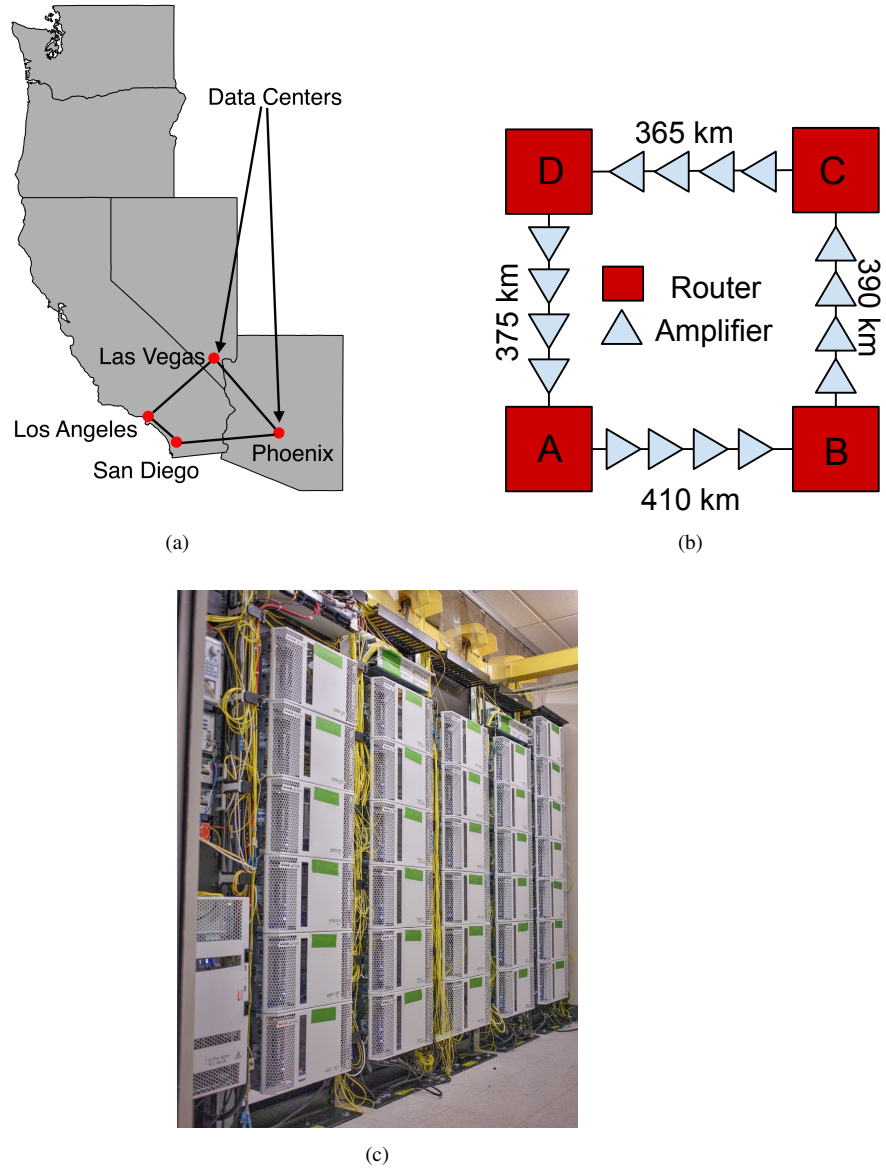 Data Centers
Las Vegas
Los Angeles
San Diego
Phoenix
(a)
365 km
D
C
375 km
Router
Amplifier
390 km
A
B
410 km
(b)
(c)